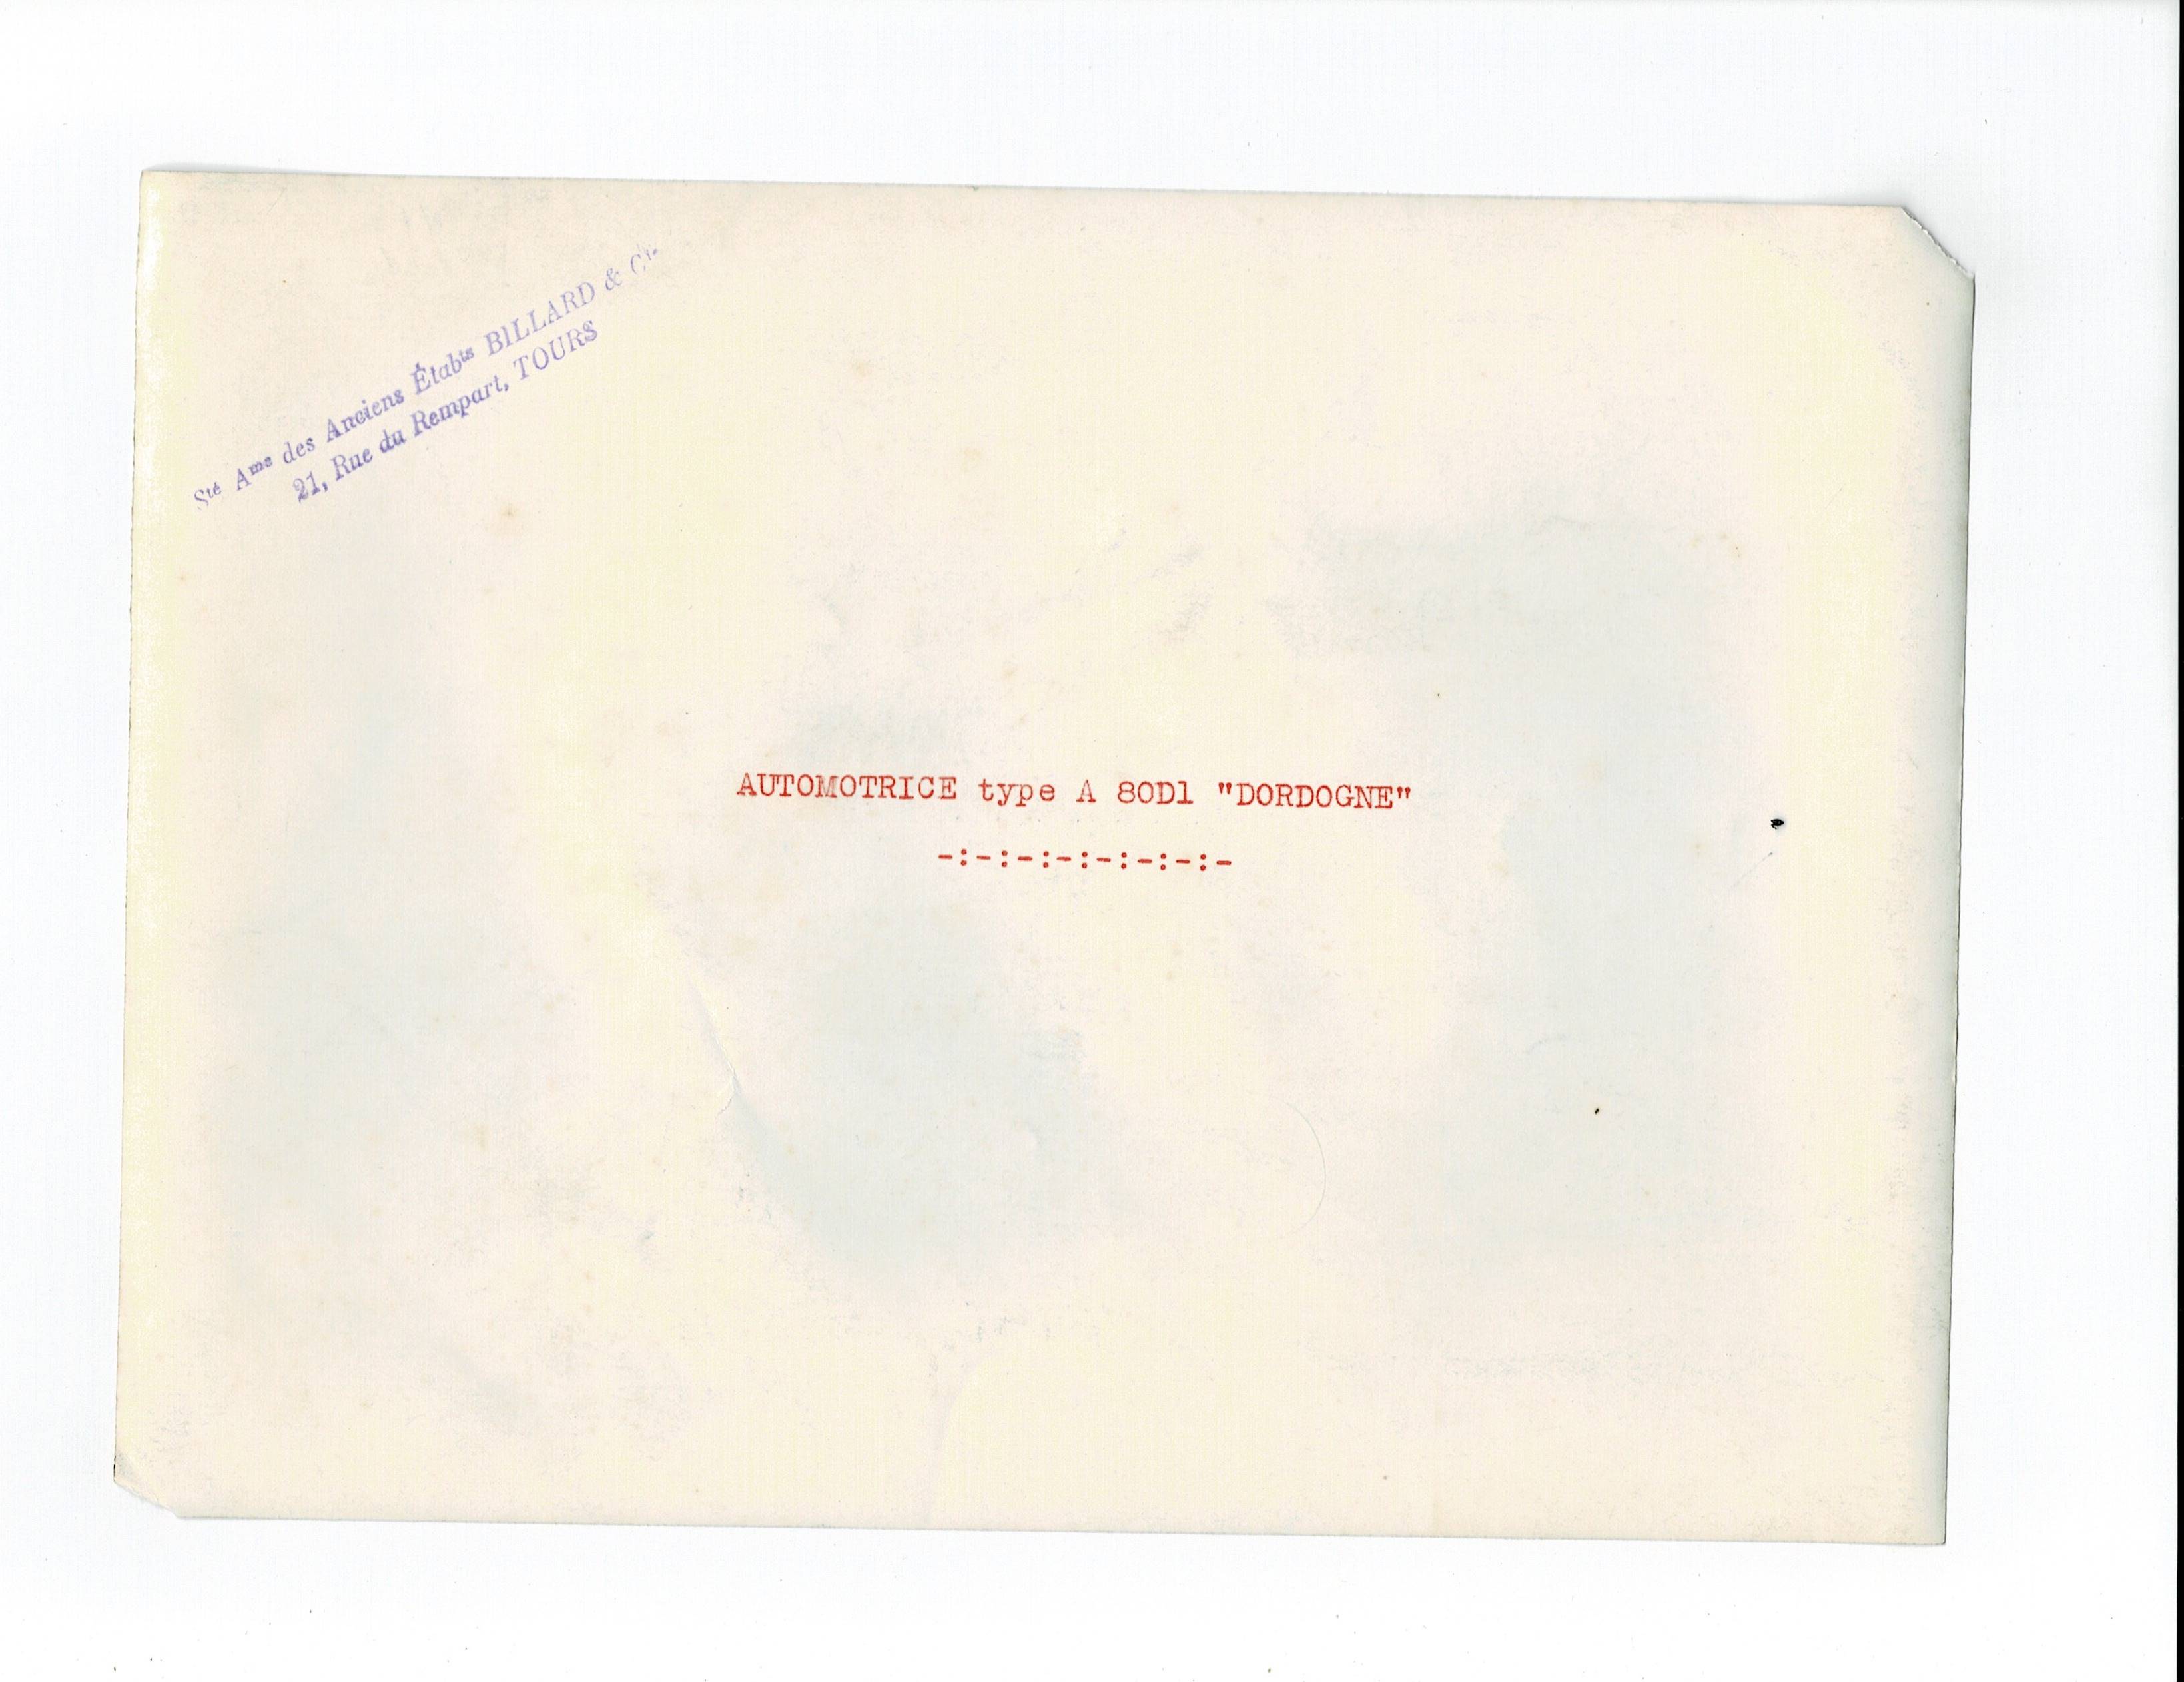 Sté Ame des Anciens Étabts BILLARD & Cie
21, Rue du Rempart, TOURS
AUTOMOTRICE type A 80D1 "DORDOGNE"
-:-:-:-:-:-:-:-